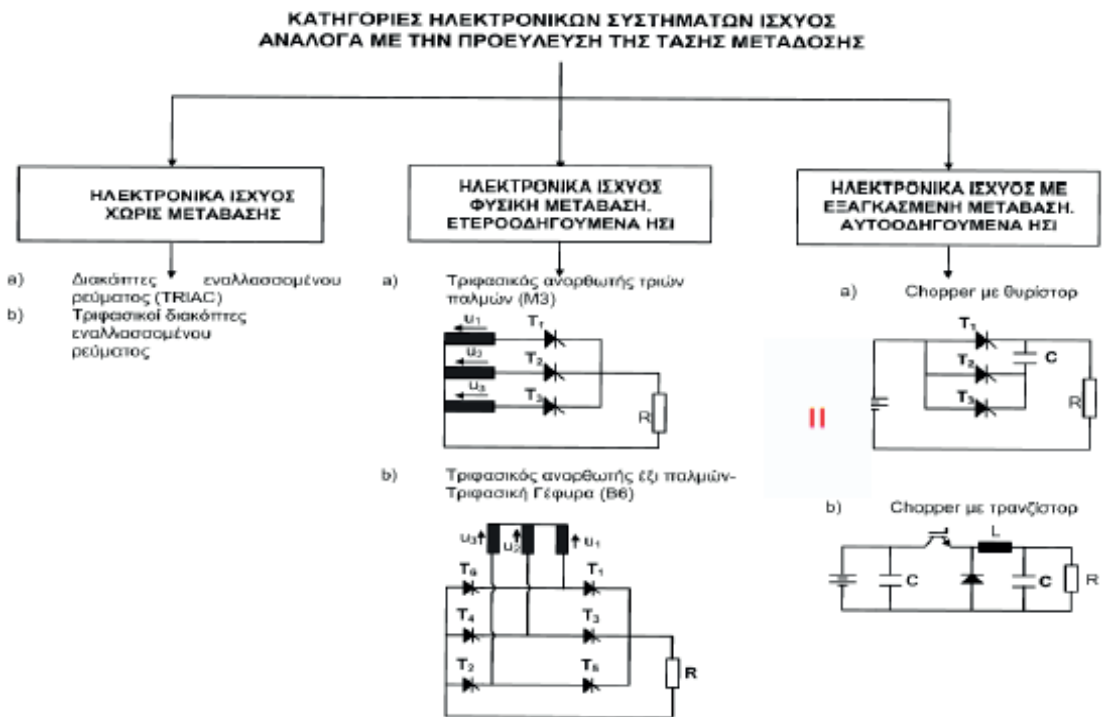 ΚΑΤΗΓΟΡΙΕΣ ΗΛΕΚΤΡΟΝΙΚΩΝ ΣΥΣΤΗΜΑΤΩΝ ΙΣΧΥΟΣ
ΑΝΑΛΟΓΑ ΜΕ ΤΗΝ ΠΡΟΕΥΛΕΥΣΗ ΤΗΣ ΤΑΣΗΣ ΜΕΤΑΔΟΣΗΣ
ΗΛΕΚΤΡΟΝΙΚΑ ΙΣΧΥΟΣ
ΧΩΡΙΣ ΜΕΤΑΒΑΣΗΣ
a) Διακόπτες εναλλασσομένου
ρεύματος (TRIAC)
b) Τριφασικοί διακόπτες
εναλλασσομένου
ρεύματος
ΗΛΕΚΤΡΟΝΙΚΑ ΙΣΧΥΟΣ
ΦΥΣΙΚΗ ΜΕΤΑΒΑΣΗ.
ΕΤΕΡΟΟΔΗΓΟΥΜΕΝΑ ΗΣΙ
a) Τριφασικός ανορθωτής τριών
παλμών (M3)
u1 T1
u2 T2
u3 T3
R
b) Τριφασικός ανορθωτής έξι παλμών-
Τριφασική Γέφυρα (B6)
u3 u2 u1
T6 T1
T4 T3
T2 T5
R
ΗΛΕΚΤΡΟΝΙΚΑ ΙΣΧΥΟΣ ΜΕ
ΕΞΑΓΚΑΣΜΕΝΗ ΜΕΤΑΒΑΣΗ.
ΑΥΤΟΟΔΗΓΟΥΜΕΝΑ ΗΣΙ
a) Chopper με θυρίστορ
T1
T2 C
T3 R
II
b) Chopper με τρανζίστορ
L
C C R